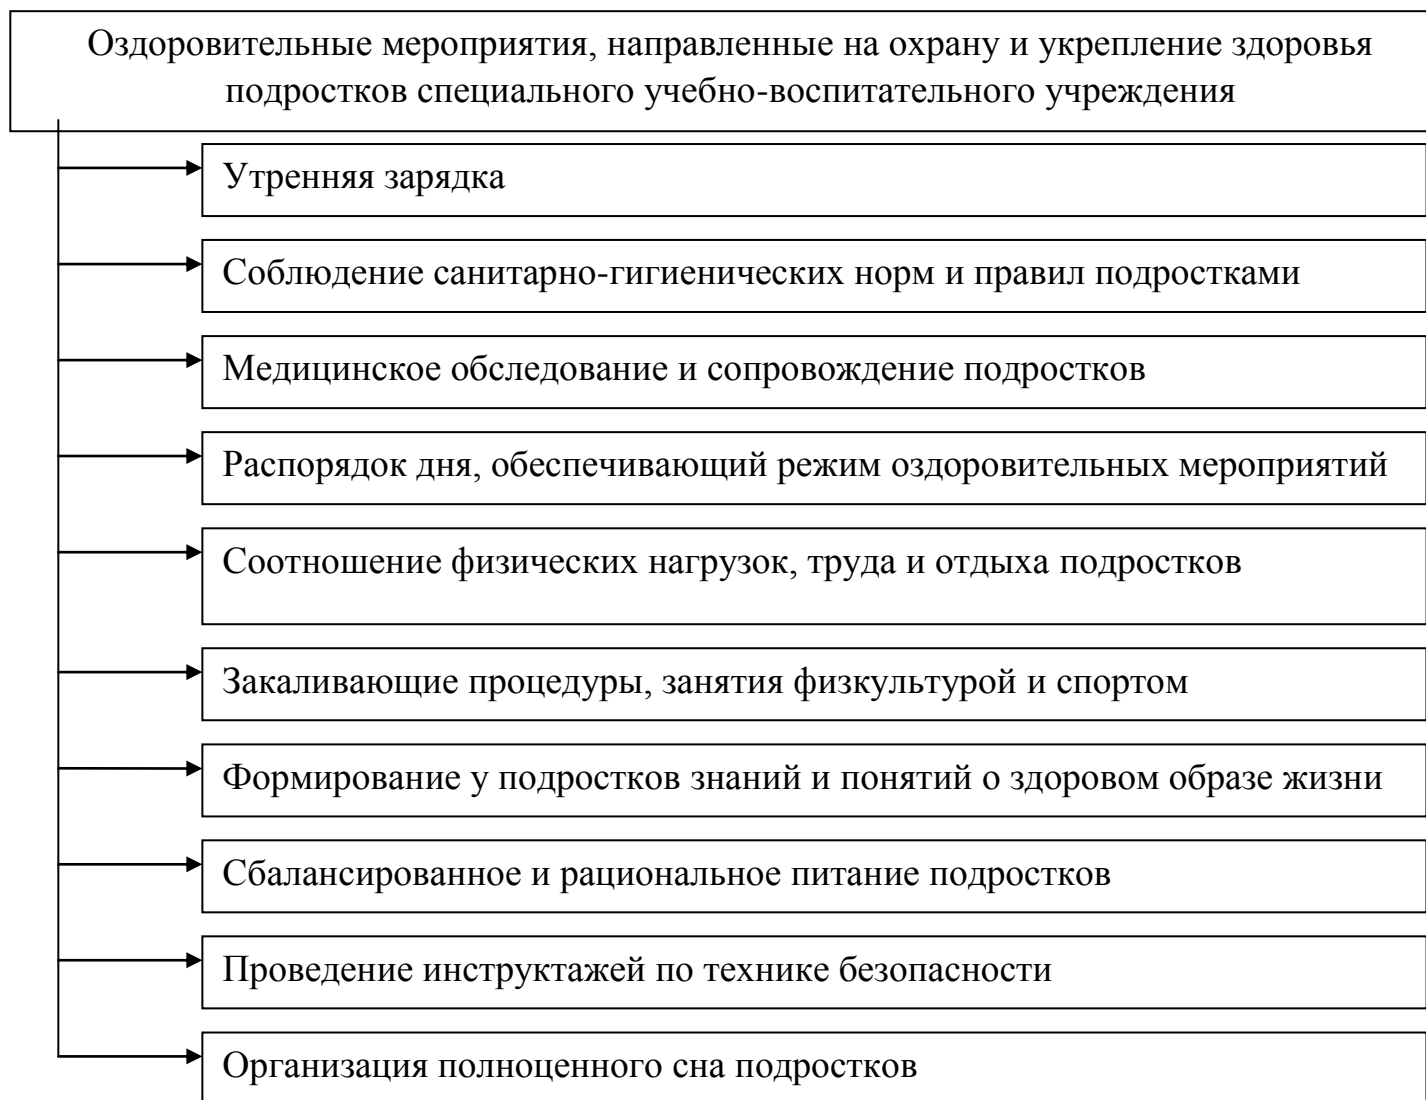 Оздоровительные мероприятия, направленные на охрану и укрепление здоровья
подростков специального учебно-воспитательного учреждения
Утренняя зарядка
Соблюдение санитарно-гигиенических норм и правил подростками
Медицинское обследование и сопровождение подростков
Распорядок дня, обеспечивающий режим оздоровительных мероприятий
Соотношение физических нагрузок, труда и отдыха подростков
Закаливающие процедуры, занятия физкультурой и спортом
Формирование у подростков знаний и понятий о здоровом образе жизни
Сбалансированное и рациональное питание подростков
Проведение инструктажей по технике безопасности
Организация полноценного сна подростков